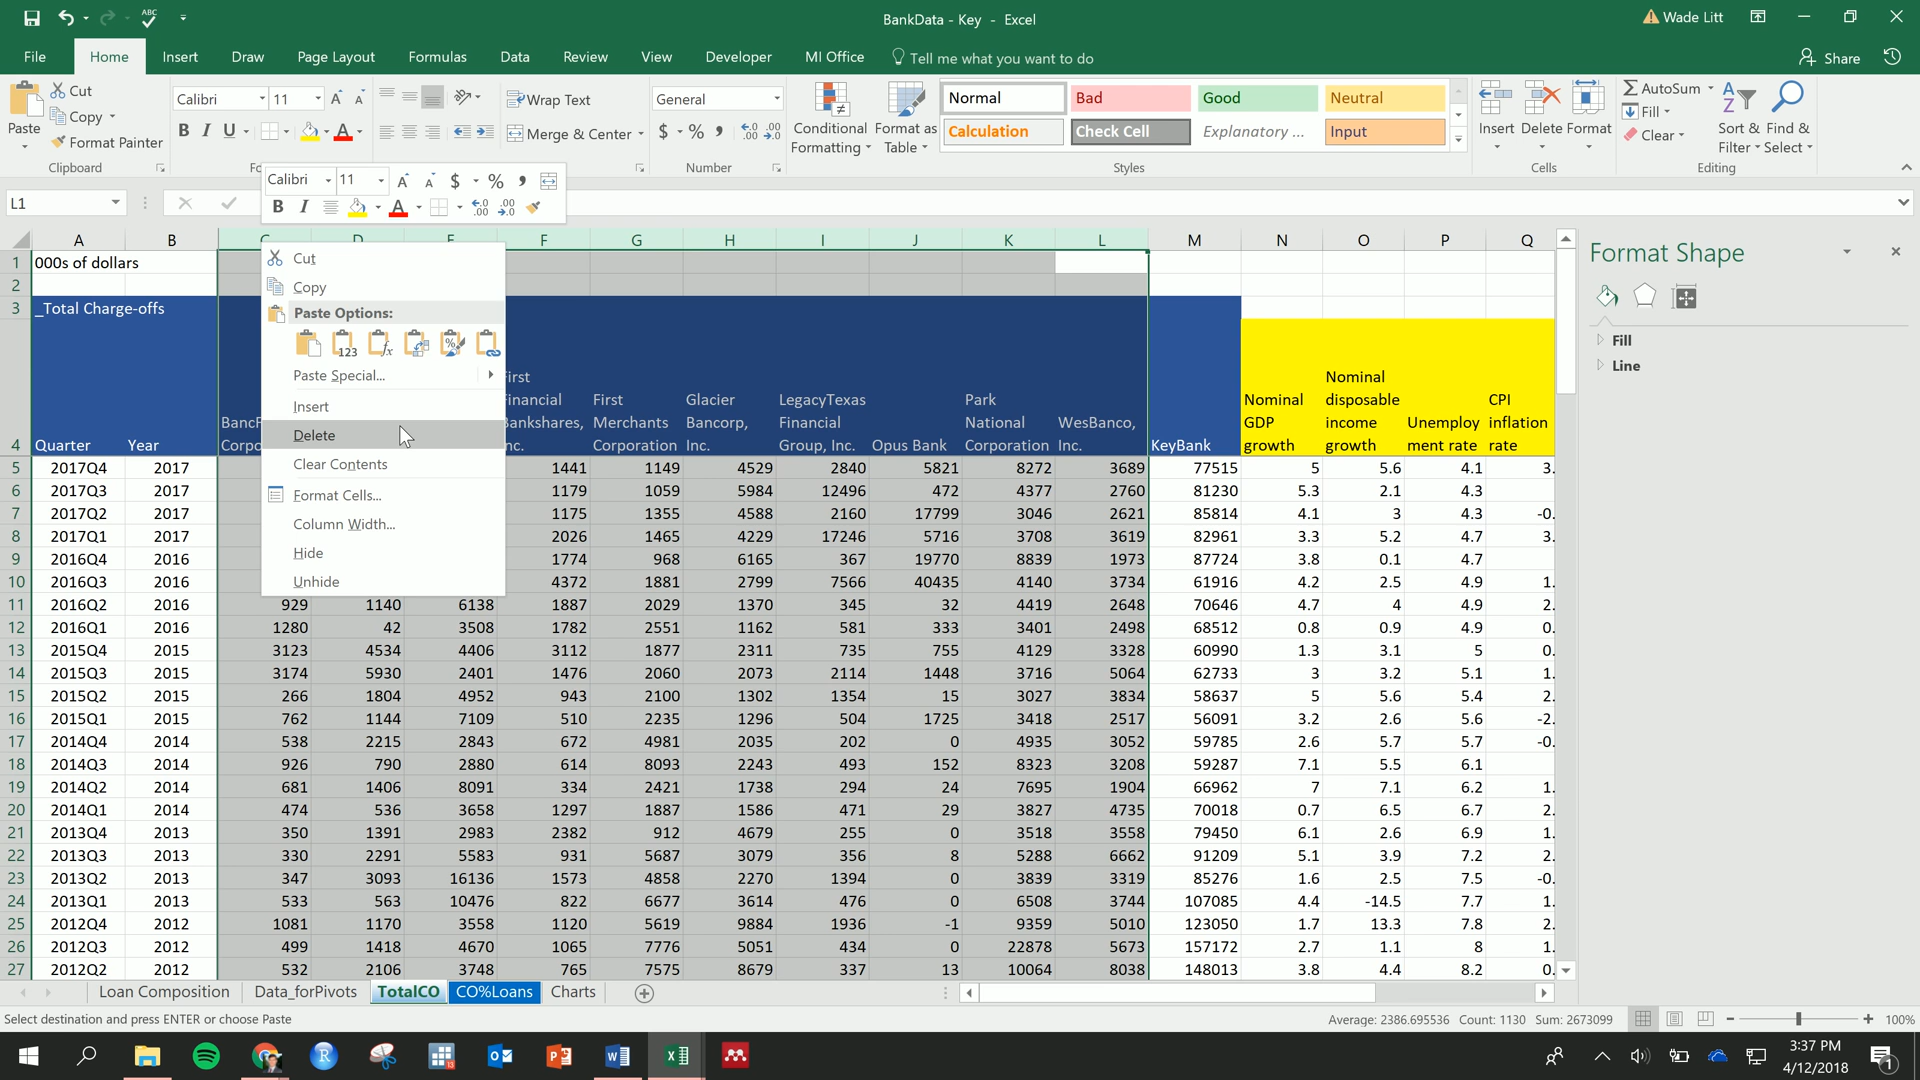 BankData - Key - Excel
Wade Litt
File Home Insert Draw Page Layout Formulas Data Review View Developer MI Office Tell me what you want to do
Share
Paste
Cut
Copy
Format Painter
Clipboard
Calibri 11
B I U
Wrap Text
Merge & Center
General
$ % ,
Number
Conditional Formatting
Format as Table
Normal Bad Good Neutral
Calculation Check Cell Explanatory ... Input
Styles
Insert Delete Format
Cells
AutoSum
Fill
Clear
Sort & Filter
Find & Select
Editing
Calibri 11 $ % ,
B I
L1
A B C D E F G H I J K L M N O P Q
1 000s of dollars
2
3 _Total Charge-offs
4 Quarter Year
First Merchants Corporation
Glacier Bancorp, Inc.
LegacyTexas Financial Group, Inc.
Opus Bank
Park National Corporation
WesBanco, Inc.
KeyBank
Nominal GDP growth
Nominal disposable income growth
Unemploy ment rate
CPI inflation rate
Cut
Copy
Paste Options:
Paste Special...
Insert
Delete
Clear Contents
Format Cells...
Column Width...
Hide
Unhide
5 2017Q4 2017 1441 1149 4529 2840 5821 8272 3689 77515 5 5.6 4.1 3.
6 2017Q3 2017 1179 1059 5984 12496 472 4377 2760 81230 5.3 2.1 4.3
7 2017Q2 2017 1175 1355 4588 2160 17799 3046 2621 85814 4.1 3 4.3 -0.
8 2017Q1 2017 2026 1465 4229 17246 5716 3708 3619 82961 3.3 5.2 4.7 3.
9 2016Q4 2016 1774 968 6165 367 19770 8839 1973 87724 3.8 0.1 4.7
10 2016Q3 2016 4372 1881 2799 7566 40435 4140 3734 61916 4.2 2.5 4.9 1.
11 2016Q2 2016 929 1140 6138 1887 2029 1370 345 32 4419 2648 70646 4.7 4 4.9 2.
12 2016Q1 2016 1280 42 3508 1782 2551 1162 581 333 3401 2498 68512 0.8 0.9 4.9 0.
13 2015Q4 2015 3123 4534 4406 3112 1877 2311 735 755 4129 3328 60990 1.3 3.1 5 0.
14 2015Q3 2015 3174 5930 2401 1476 2060 2073 2114 1448 3716 5064 62733 3 3.2 5.1 1.
15 2015Q2 2015 266 1804 4952 943 2100 1302 1354 15 3027 3834 58637 5 5.6 5.4 2.
16 2015Q1 2015 762 1144 7109 510 2235 1296 504 1725 3418 2517 56091 3.2 2.6 5.6 -2.
17 2014Q4 2014 538 2215 2843 672 4981 2035 202 0 4935 3052 59785 2.6 5.7 5.7 -0.
18 2014Q3 2014 926 790 2880 614 8093 2243 493 152 8323 3208 59287 7.1 5.5 6.1
19 2014Q2 2014 681 1406 8091 334 2421 1738 294 24 7695 1904 66962 7 7.1 6.2 1.
20 2014Q1 2014 474 536 3658 1297 1887 1586 471 29 3827 4735 70018 0.7 6.5 6.7 2.
21 2013Q4 2013 350 1391 2983 2382 912 4679 255 0 3518 3558 79450 6.1 2.6 6.9 1.
22 2013Q3 2013 330 2291 5583 931 5687 3079 356 8 5288 6662 91209 5.1 3.9 7.2 2.
23 2013Q2 2013 347 3093 16136 1573 4858 2270 1394 0 3839 3319 85276 1.6 2.5 7.5 -0.
24 2013Q1 2013 533 563 10476 822 6677 3614 476 0 6508 3744 107085 4.4 -14.5 7.7 1.
25 2012Q4 2012 1081 1170 3558 1120 5619 9884 1936 -1 9359 5010 123050 1.7 13.3 7.8 2.
26 2012Q3 2012 499 1418 4670 1065 7776 5051 434 0 22878 5673 157172 2.7 1.1 8 1.
27 2012Q2 2012 532 2106 3748 765 7575 8679 337 13 10064 8038 148013 3.8 4.4 8.2 0.
Format Shape
Fill
Line
Loan Composition Data_forPivots TotalCO CO%Loans Charts
Select destination and press ENTER or choose Paste
Average: 2386.695536 Count: 1130 Sum: 2673099
100%
3:37 PM
4/12/2018